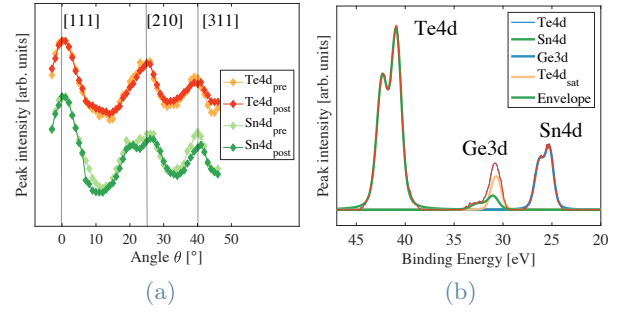 [111] [210] [311]
Peak intensity [arb. units]
Te4d_pre
Te4d_post
Sn4d_pre
Sn4d_post
0 10 20 30 40 50
Angle θ [°]
(a)
Peak intensity [arb. units]
Te4d
Ge3d
Sn4d
Te4d
Sn4d
Ge3d
Te4d_sat
Envelope
45 40 35 30 25 20
Binding Energy [eV]
(b)